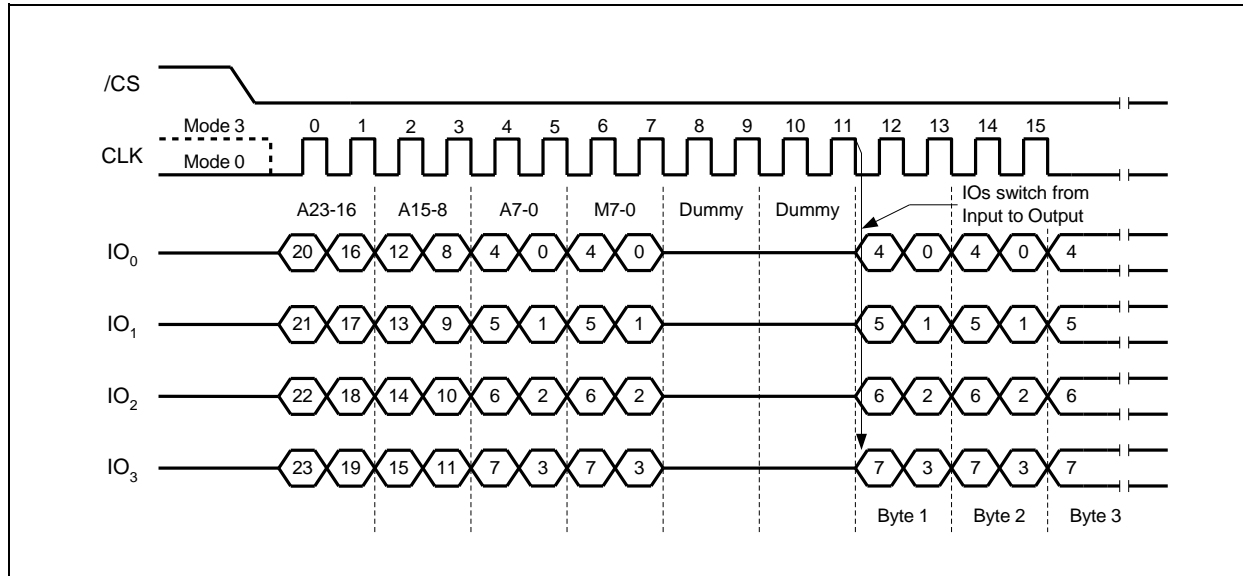 /CS
Mode 3 0 1 2 3 4 5 6 7 8 9 10 11 12 13 14 15
CLK
Mode 0
A23-16 A15-8 A7-0 M7-0 Dummy Dummy
IOs switch from
Input to Output
IO0 20 16 12 8 4 0 4 0 4 0 4 0 4
IO1 21 17 13 9 5 1 5 1 5 1 5 1 5
IO2 22 18 14 10 6 2 6 2 6 2 6 2 6
IO3 23 19 15 11 7 3 7 3 7 3 7 3 7
Byte 1 Byte 2 Byte 3